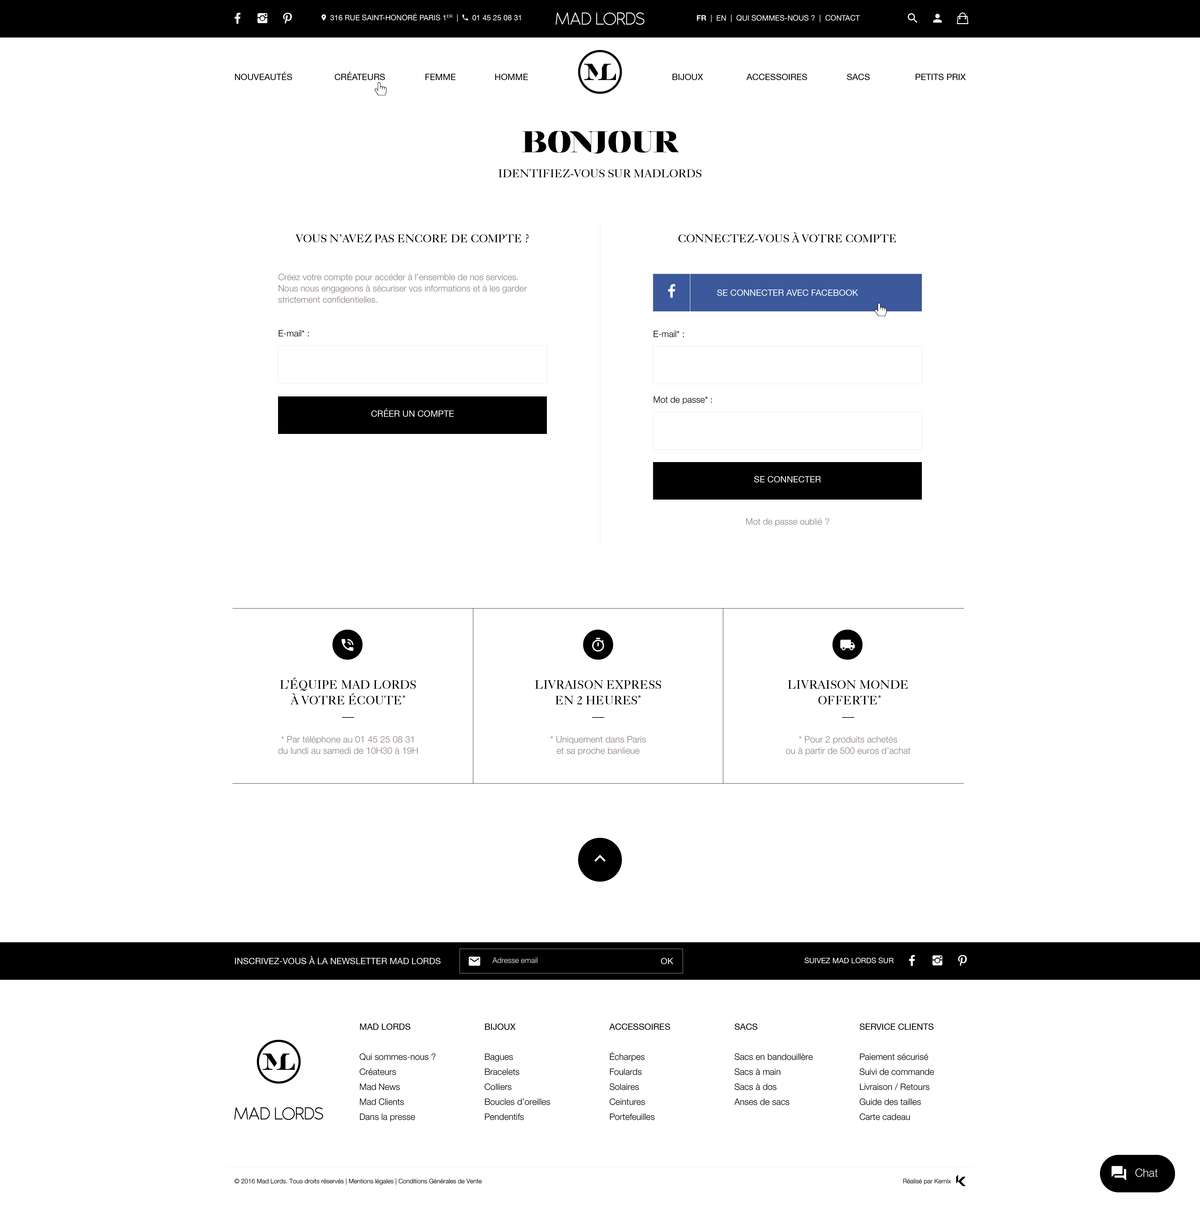 316 RUE SAINT-HONORÉ PARIS 1ER | 01 45 25 08 31
MAD LORDS
FR | EN | QUI SOMMES-NOUS ? | CONTACT
NOUVEAUTÉS CRÉATEURS FEMME HOMME ML BIJOUX ACCESSOIRES SACS PETITS PRIX
BONJOUR
IDENTIFIEZ-VOUS SUR MADLORDS
VOUS N'AVEZ PAS ENCORE DE COMPTE ?
Créez votre compte pour accéder à l'ensemble de nos services.
Nous nous engageons à sécuriser vos informations et à les garder
strictement confidentielles.
E-mail* :
CRÉER UN COMPTE
CONNECTEZ-VOUS À VOTRE COMPTE
SE CONNECTER AVEC FACEBOOK
E-mail* :
Mot de passe* :
SE CONNECTER
Mot de passe oublié ?
L'ÉQUIPE MAD LORDS
À VOTRE ÉCOUTE*
* Par téléphone au 01 45 25 08 31
du lundi au samedi de 10H30 à 19H
LIVRAISON EXPRESS
EN 2 HEURES*
* Uniquement dans Paris
et sa proche banlieue
LIVRAISON MONDE
OFFERTE*
* Pour 2 produits achetés
ou à partir de 500 euros d'achat
INSCRIVEZ-VOUS À LA NEWSLETTER MAD LORDS
Adresse email OK
SUIVEZ MAD LORDS SUR
ML
MAD LORDS
MAD LORDS
Qui sommes-nous ?
Créateurs
Mad News
Mad Clients
Dans la presse
BIJOUX
Bagues
Bracelets
Colliers
Boucles d'oreilles
Pendentifs
ACCESSOIRES
Écharpes
Foulards
Solaires
Ceintures
Portefeuilles
SACS
Sacs en bandouillère
Sacs à main
Sacs à dos
Anses de sacs
SERVICE CLIENTS
Paiement sécurisé
Suivi de commande
Livraison / Retours
Guide des tailles
Carte cadeau
© 2016 Mad Lords. Tous droits réservés | Mentions légales | Conditions Générales de Vente
Réalisé par Kernix
Chat